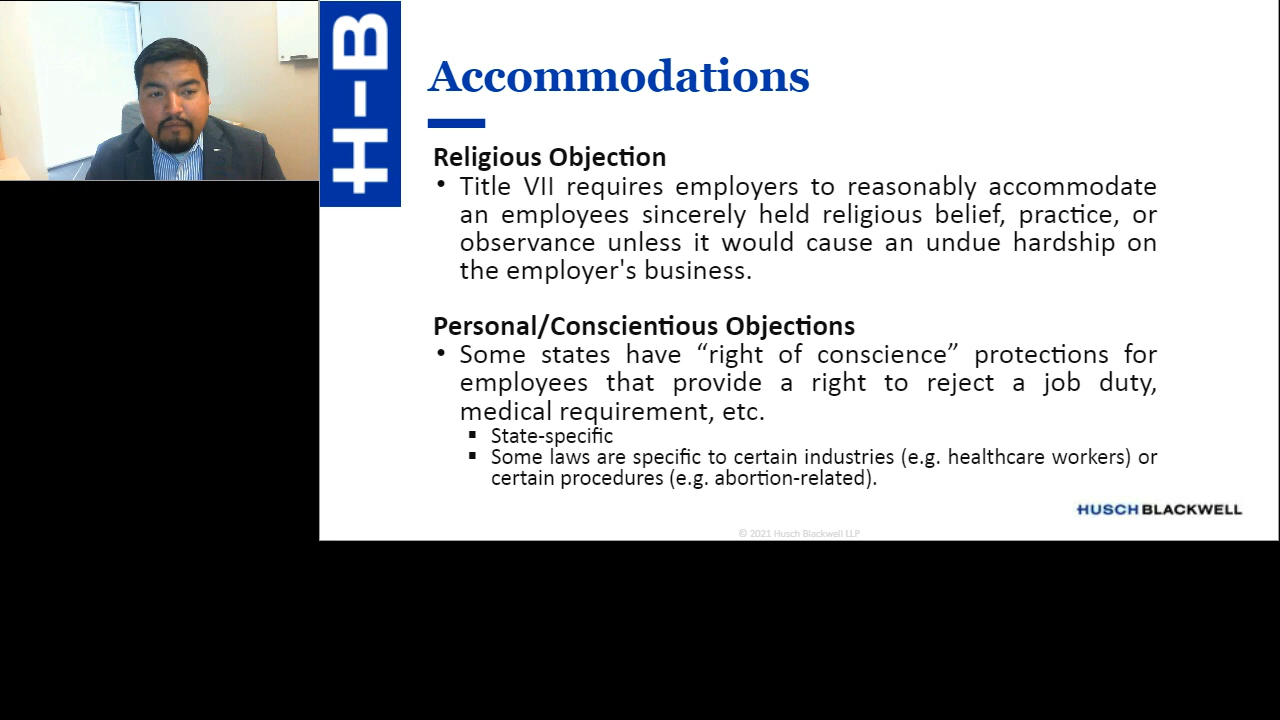 H-B
Accommodations
Religious Objection
• Title VII requires employers to reasonably accommodate
an employees sincerely held religious belief, practice, or
observance unless it would cause an undue hardship on
the employer's business.
Personal/Conscientious Objections
• Some states have “right of conscience” protections for
employees that provide a right to reject a job duty,
medical requirement, etc.
▪ State-specific
▪ Some laws are specific to certain industries (e.g. healthcare workers) or
certain procedures (e.g. abortion-related).
HUSCH BLACKWELL
© 2021 Husch Blackwell LLP